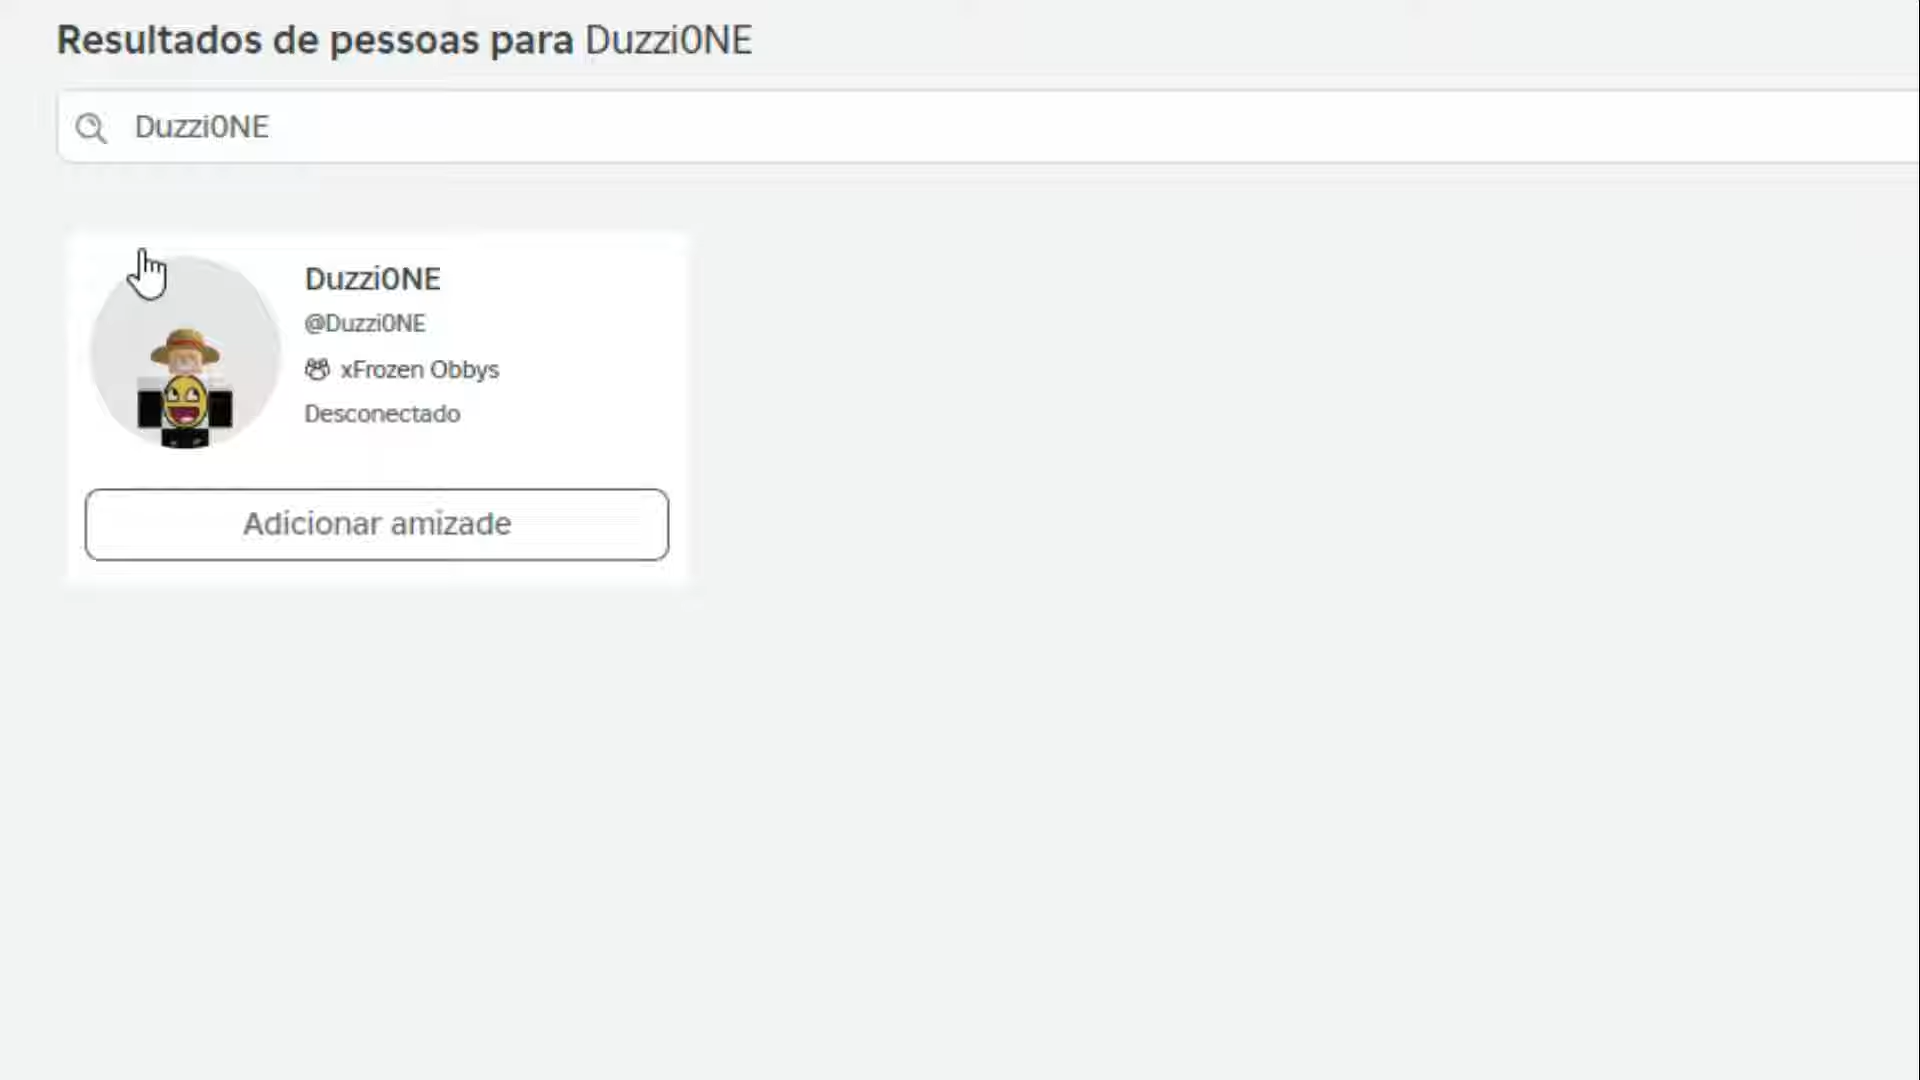 Resultados de pessoas para Duzzi0NE
Duzzi0NE
Duzzi0NE
@Duzzi0NE
xFrozen Obbys
Desconectado
Adicionar amizade